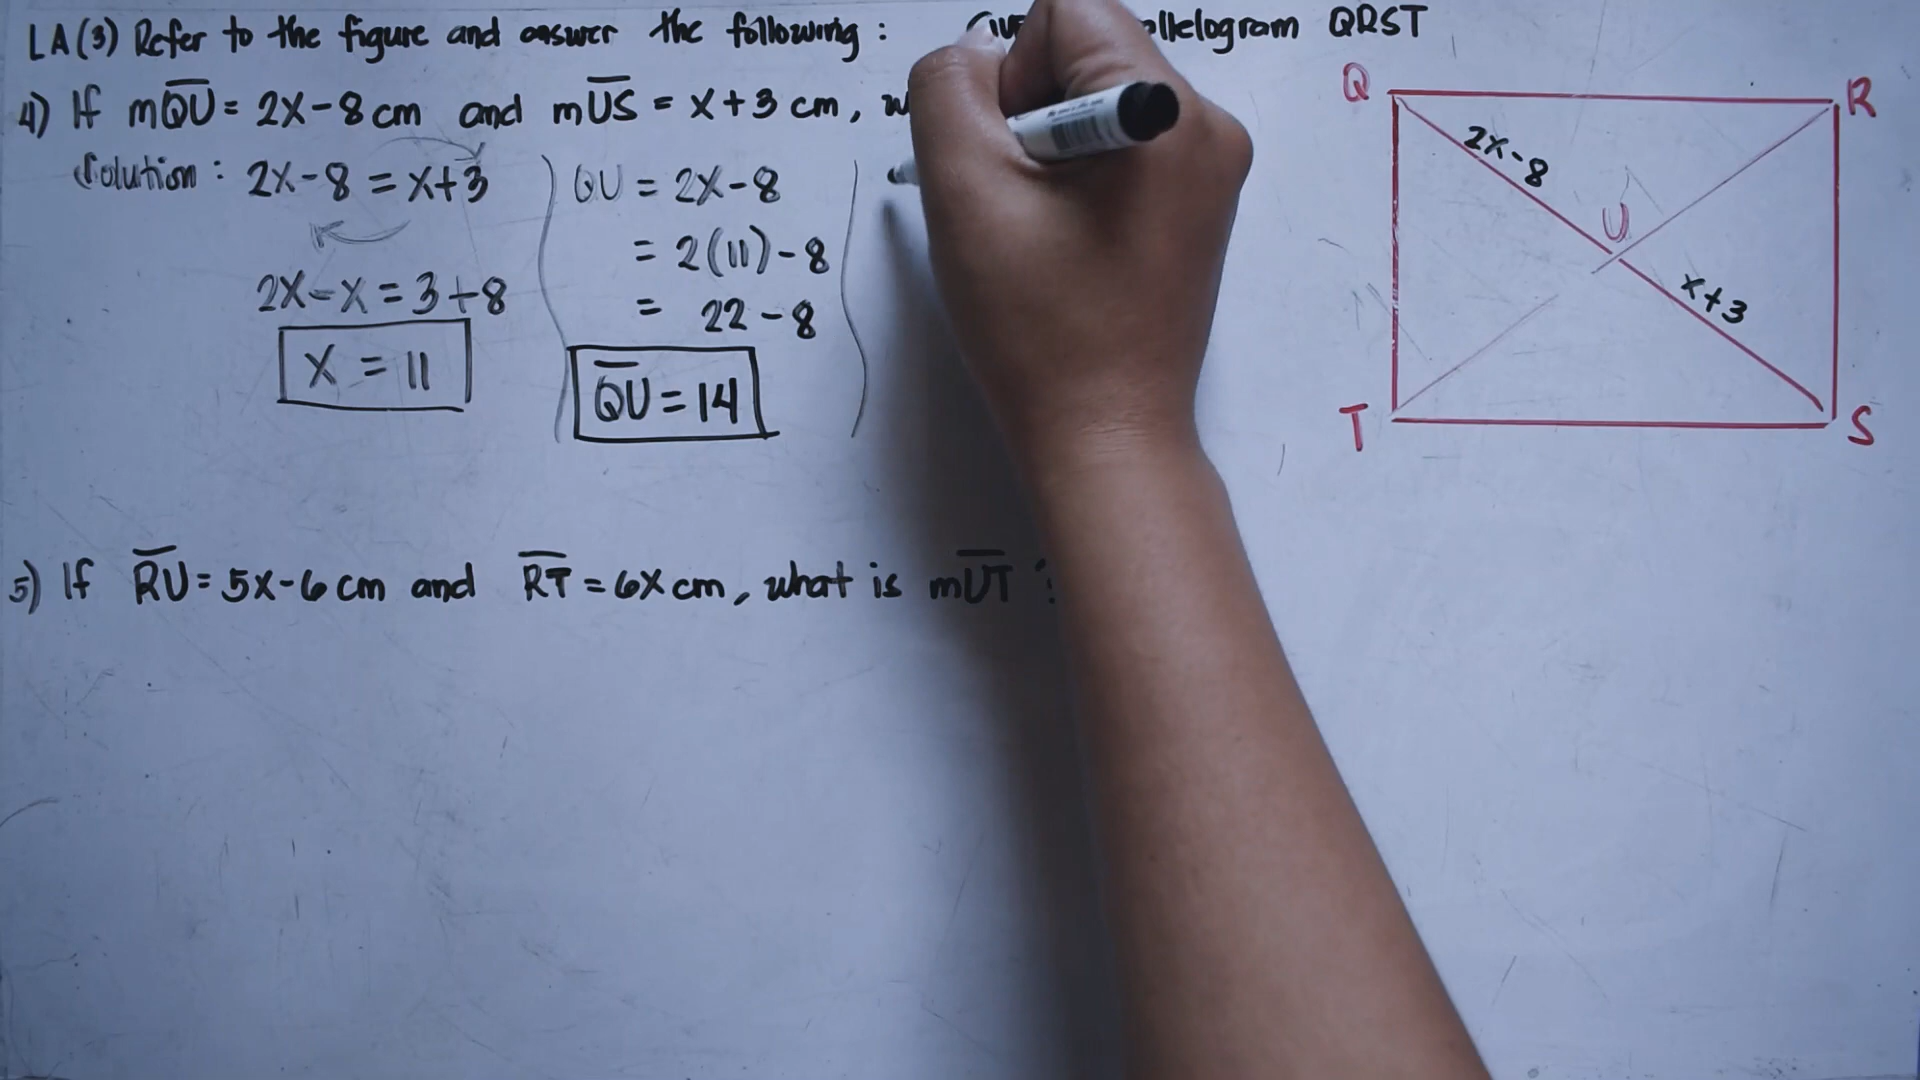 LA(3) Refer to the figure and answer the following: QRST
4) If mQU = 2x-8 cm and mUS = x+3 cm,
Solution: 2x-8 = x+3
2x-x = 3+8
x = 11
QU = 2x-8
= 2(11)-8
= 22-8
QU = 14
5) If RU = 5x-6 cm and RT = 6x cm, what is mUT ?
Q
R
2x-8
U
x+3
T
S